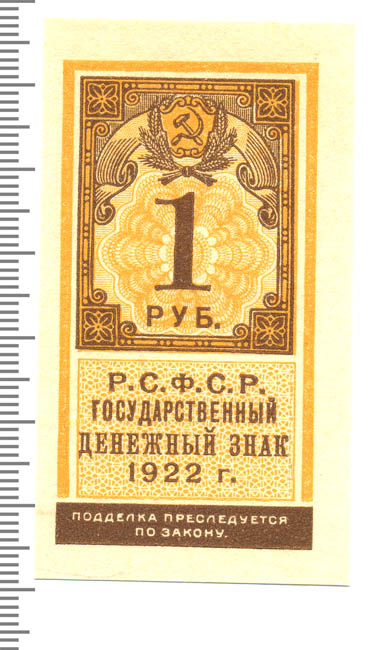 1
РУБ.
Р.С.Ф.С.Р.
ГОСУДАРСТВЕННЫЙ
ДЕНЕЖНЫЙ ЗНАК
1922 г.
ПОДДЕЛКА ПРЕСЛЕДУЕТСЯ
ПО ЗАКОНУ.